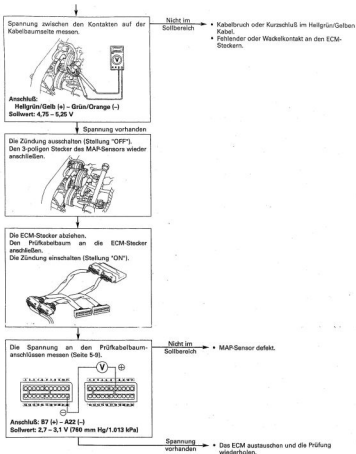 Spannung zwischen den Kontakten auf der
Kabelbaumseite messen.
Anschluß:
Hellgrün/Gelb (+) – Grün/Orange (–)
Sollwert: 4,75 – 5,25 V
Nicht im
Sollbereich
• Kabelbruch oder Kurzschluß im Hellgrün/Gelben
Kabel.
• Fehlender oder Wackelkontakt an den ECM-
Steckern.
Spannung vorhanden
Die Zündung ausschalten (Stellung "OFF").
Den 3-poligen Stecker des MAP-Sensors wieder
anschließen.
Die ECM-Stecker abziehen.
Den Prüfkabelbaum an die ECM-Stecker
anschließen.
Die Zündung einschalten (Stellung "ON").
Die Spannung an den Prüfkabelbaum-
anschlüssen messen (Seite 5-9).
V
Anschluß: B7 (+) – A22 (–)
Sollwert: 2,7 – 3,1 V (760 mm Hg/1.013 kPa)
Nicht im
Sollbereich
• MAP-Sensor defekt.
Spannung
vorhanden
• Das ECM austauschen und die Prüfung
wiederholen.